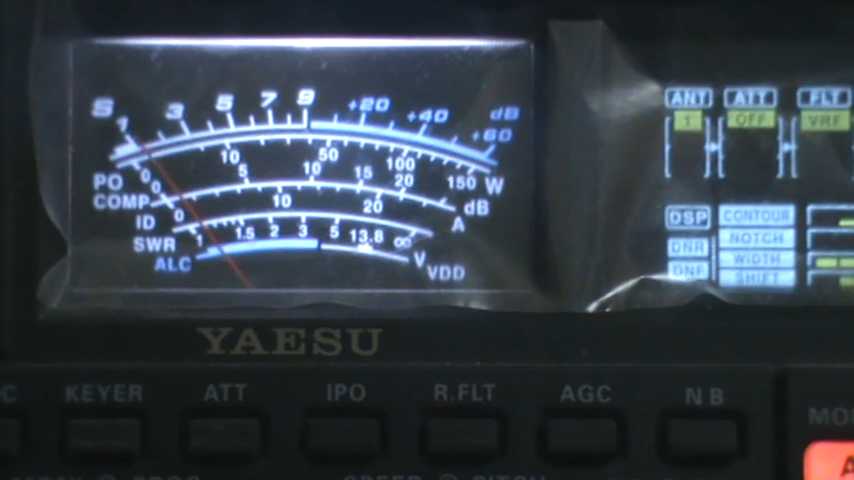 S 1 3 5 7 9 +20 +40 +60 dB
PO 0 10 50 100 150 W
COMP 0 5 10 15 20 dB
ID 0 10 20 A
SWR 1 1.5 2 3 5 ∞
ALC 13.8 V VDD
ANT ATT FLT
1 OFF VRF
DSP CONTOUR
NOTCH
DNR WIDTH
DNF SHIFT
YAESU
KEYER ATT IPO R.FLT AGC NB